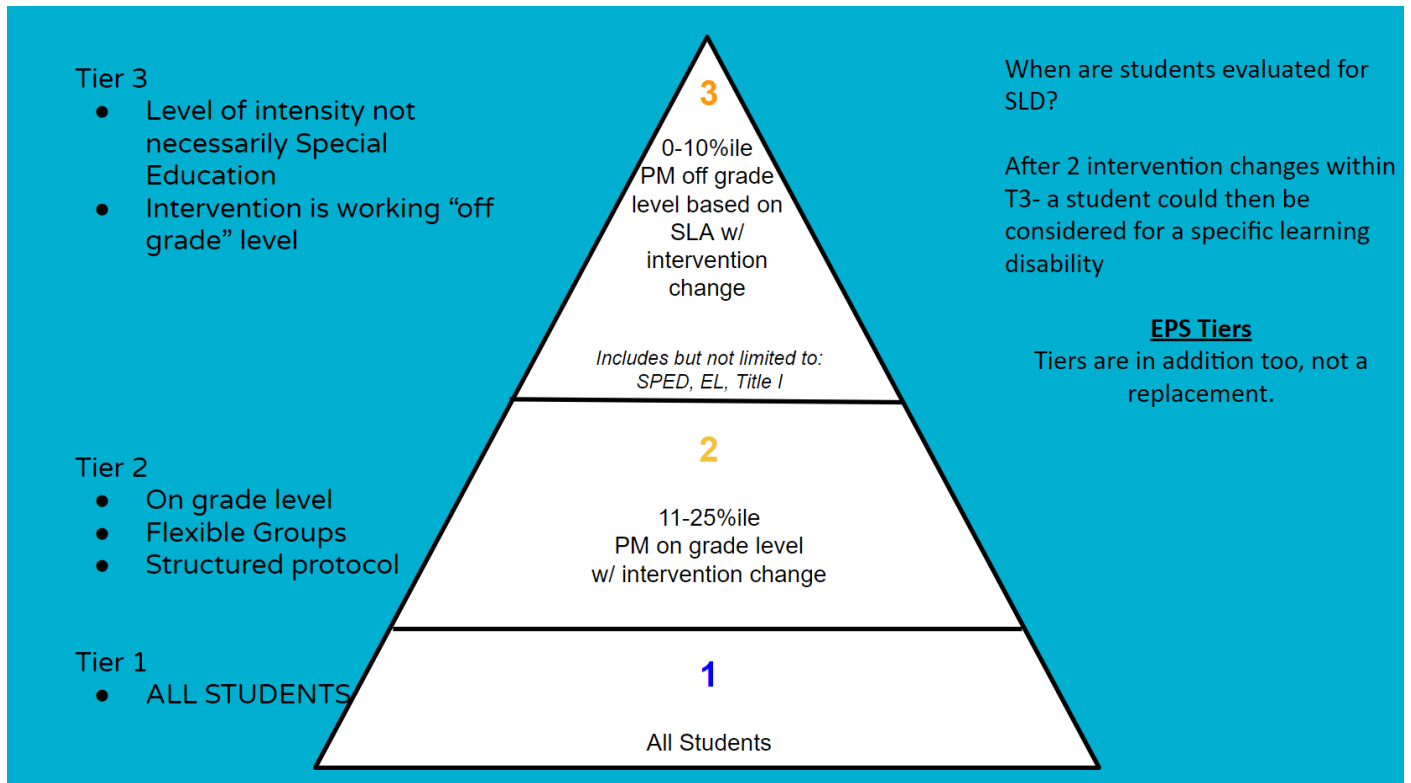 Tier 3
● Level of intensity not
necessarily Special
Education
● Intervention is working “off
grade” level
Tier 2
● On grade level
● Flexible Groups
● Structured protocol
Tier 1
● ALL STUDENTS
3
0-10%ile
PM off grade
level based on
SLA w/
intervention
change
Includes but not limited to:
SPED, EL, Title I
2
11-25%ile
PM on grade level
w/ intervention change
1
All Students
When are students evaluated for
SLD?
After 2 intervention changes within
T3- a student could then be
considered for a specific learning
disability
EPS Tiers
Tiers are in addition too, not a
replacement.